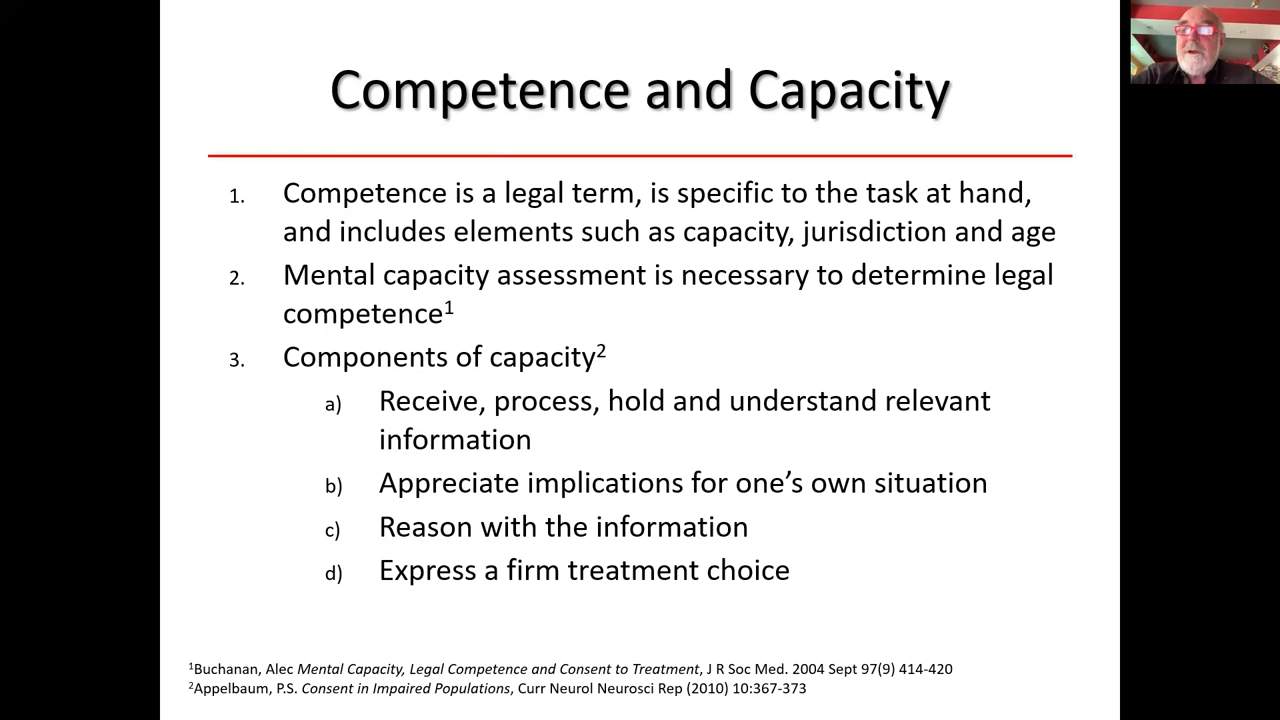 Competence and Capacity
1. Competence is a legal term, is specific to the task at hand,
and includes elements such as capacity, jurisdiction and age
2. Mental capacity assessment is necessary to determine legal
competence¹
3. Components of capacity²
a) Receive, process, hold and understand relevant
information
b) Appreciate implications for one’s own situation
c) Reason with the information
d) Express a firm treatment choice
¹Buchanan, Alec Mental Capacity, Legal Competence and Consent to Treatment, J R Soc Med. 2004 Sept 97(9) 414-420
²Appelbaum, P.S. Consent in Impaired Populations, Curr Neurol Neurosci Rep (2010) 10:367-373